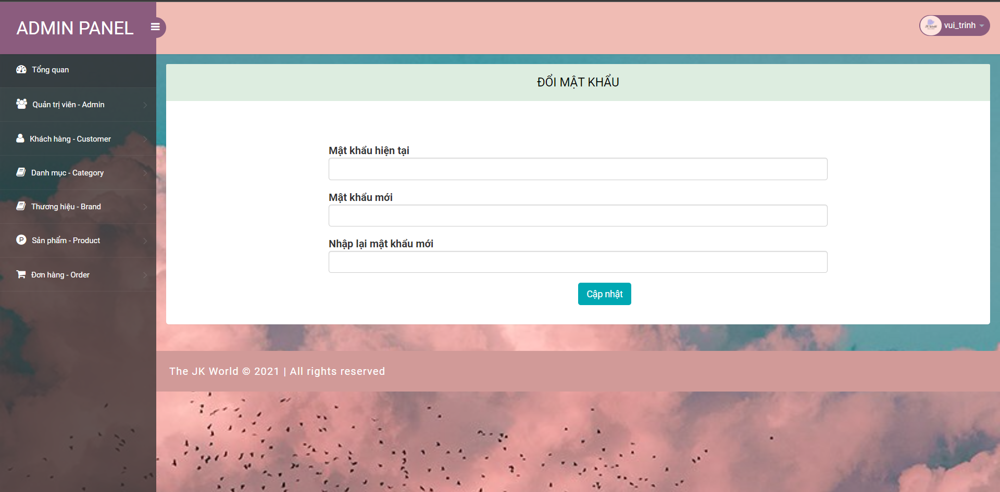 ADMIN PANEL
vui_trinh
Tổng quan
Quản trị viên - Admin
Khách hàng - Customer
Danh mục - Category
Thương hiệu - Brand
Sản phẩm - Product
Đơn hàng - Order
ĐỔI MẬT KHẨU
Mật khẩu hiện tại
Mật khẩu mới
Nhập lại mật khẩu mới
Cập nhật
The JK World © 2021 | All rights reserved